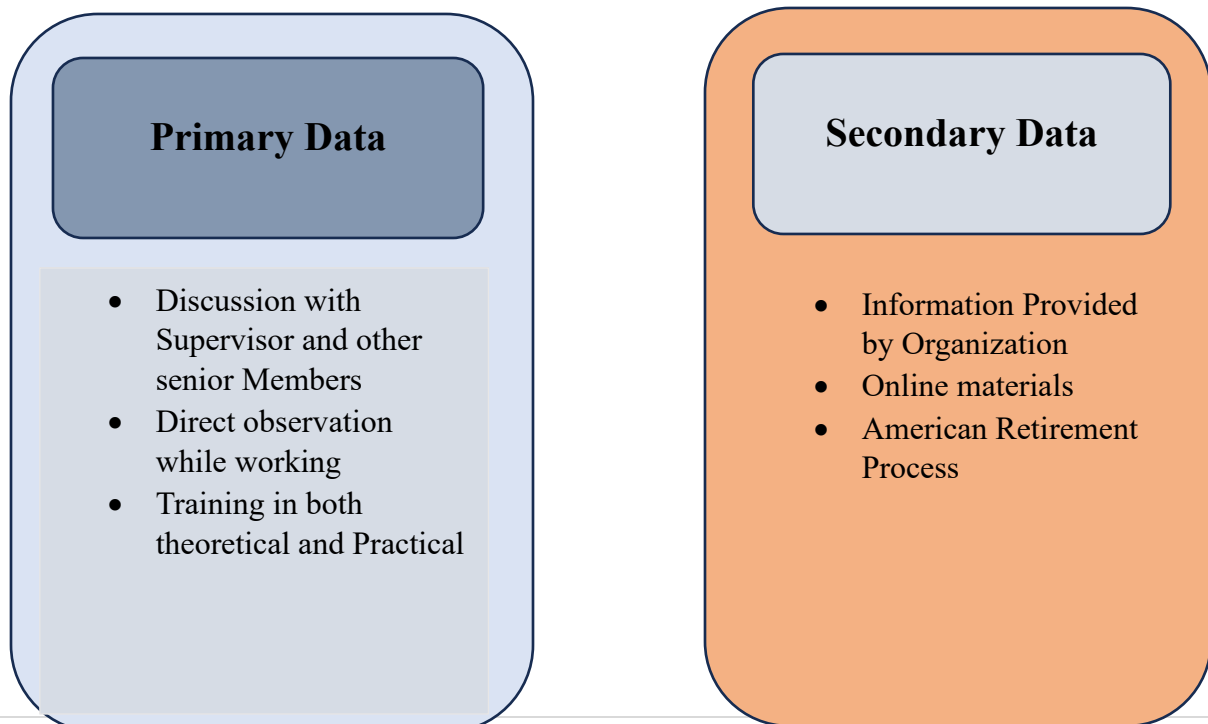 Primary Data
• Discussion with
Supervisor and other
senior Members
• Direct observation
while working
• Training in both
theoretical and Practical
Secondary Data
• Information Provided
by Organization
• Online materials
• American Retirement
Process